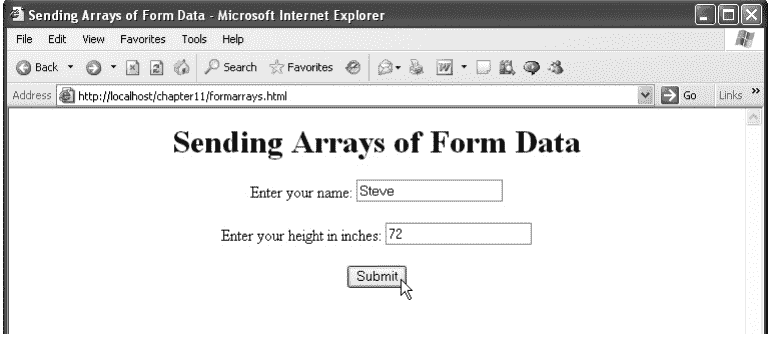 Sending Arrays of Form Data - Microsoft Internet Explorer
File Edit View Favorites Tools Help
Back Search Favorites W
Address http://localhost/chapter11/formarrays.html Go Links »
Sending Arrays of Form Data
Enter your name: Steve
Enter your height in inches: 72
Submit